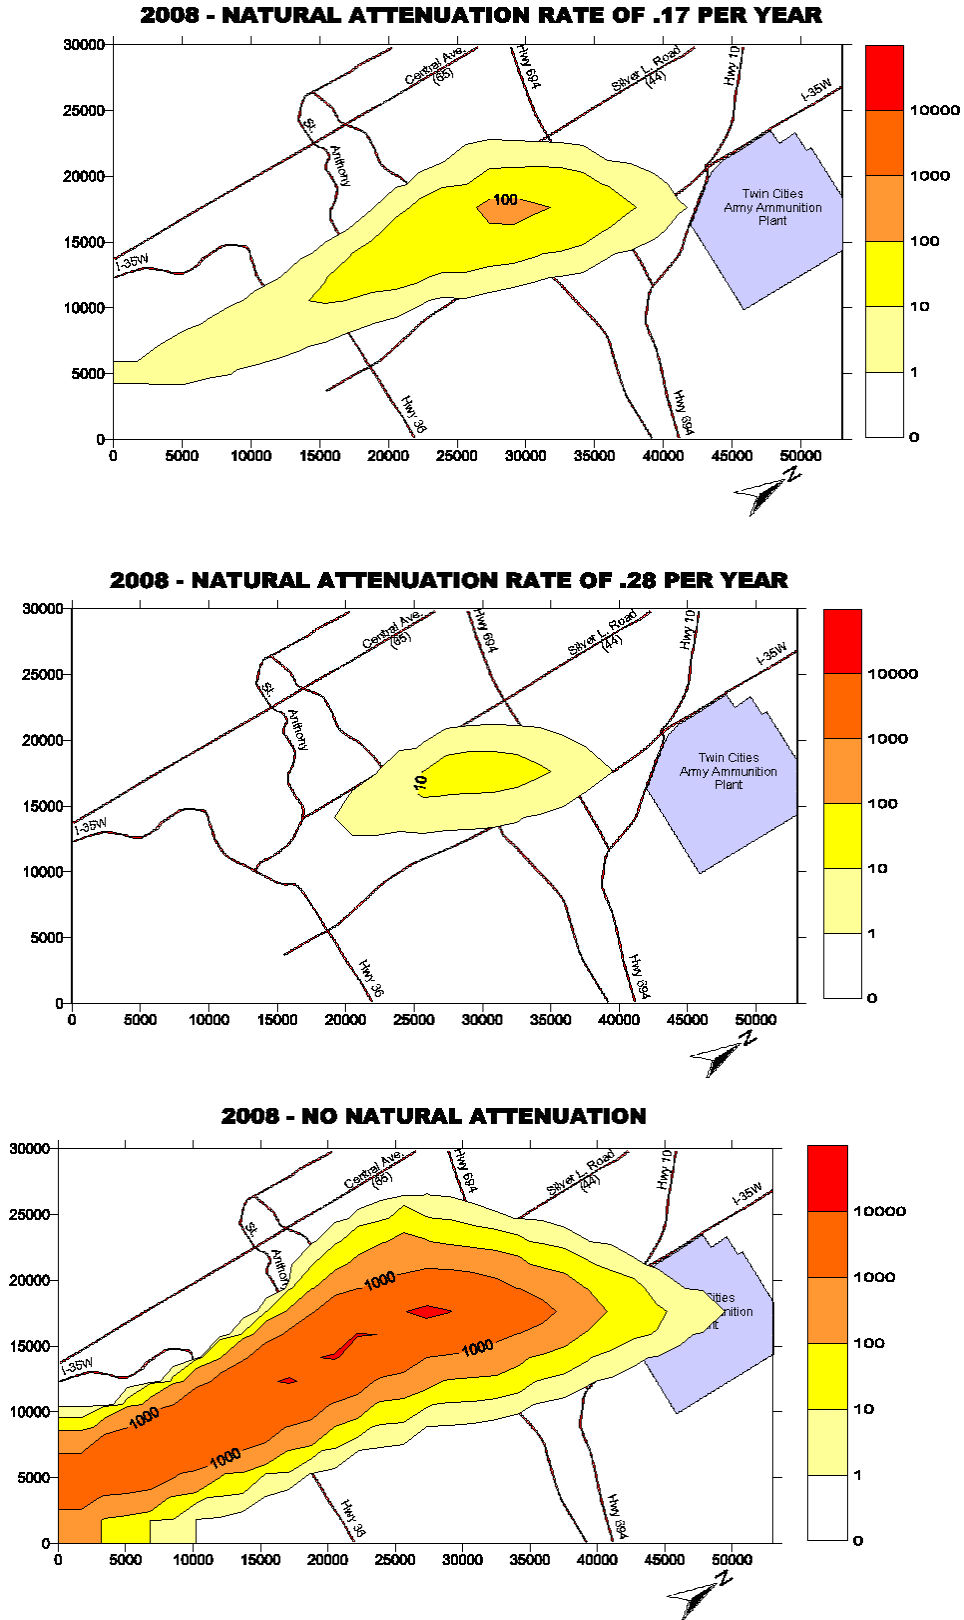 2008 - NATURAL ATTENUATION RATE OF .17 PER YEAR
30000
25000
20000
15000
10000
5000
0
Central Ave.
(65)
Hwy 694
Silver L. Road
(44)
Hwy 10
I-35W
St.
Anthony
I-35W
100
Twin Cities
Army Ammunition
Plant
Hwy 36
Hwy 694
10000
1000
100
10
1
0
0 5000 10000 15000 20000 25000 30000 35000 40000 45000 50000
N
2008 - NATURAL ATTENUATION RATE OF .28 PER YEAR
30000
25000
20000
15000
10000
5000
0
Central Ave.
(65)
Hwy 694
Silver L. Road
(44)
Hwy 10
I-35W
St.
Anthony
I-35W
10
Twin Cities
Army Ammunition
Plant
Hwy 36
Hwy 694
10000
1000
100
10
1
0
0 5000 10000 15000 20000 25000 30000 35000 40000 45000 50000
N
2008 - NO NATURAL ATTENUATION
30000
25000
20000
15000
10000
5000
0
Central Ave.
(65)
Hwy 694
Silver L. Road
(44)
Hwy 10
I-35W
St.
Anthony
I-35W
1000
1000
1000
1000
Cities
unition
nt
Hwy 36
Hwy 694
10000
1000
100
10
1
0
0 5000 10000 15000 20000 25000 30000 35000 40000 45000 50000
N